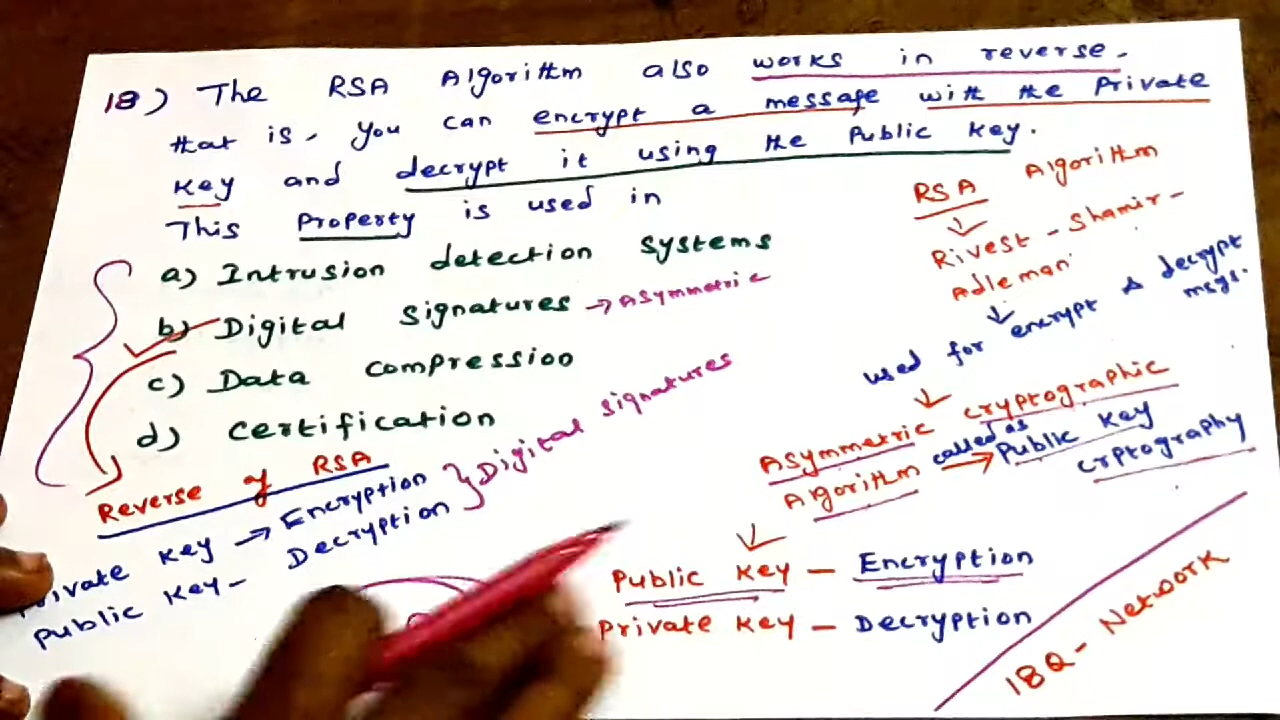 18) The RSA Algorithm also works in reverse.
that is, you can encrypt a message with the Private
key and decrypt it using the Public key.
This Property is used in
a) Intrusion detection systems
b) Digital signatures → Asymmetric
c) Data compression
d) certification
Reverse of RSA
Private key → Encryption
Public key - Decryption
} Digital signatures
RSA Algorithm
Rivest - Shamir -
Adleman
used for encrypt & decrypt
msgs.
Asymmetric cryptographic
Algorithm called as → Public key
crptography
Public key - Encryption
Private key - Decryption
18Q - Network